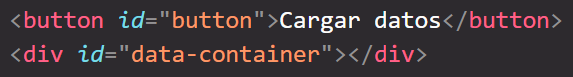 <button id="button">Cargar datos</button>
<div id="data-container"></div>